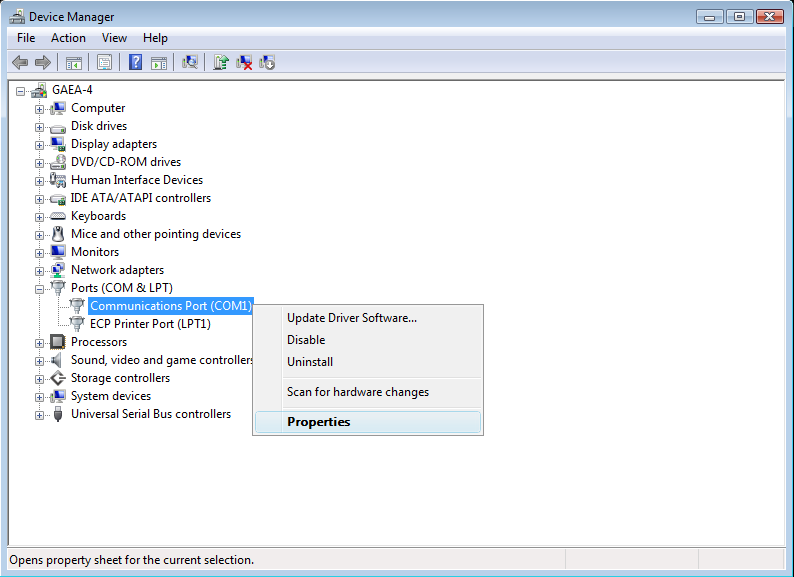 Device Manager
File Action View Help
?
GAEA-4
Computer
Disk drives
Display adapters
DVD/CD-ROM drives
Human Interface Devices
IDE ATA/ATAPI controllers
Keyboards
Mice and other pointing devices
Monitors
Network adapters
Ports (COM & LPT)
Communications Port (COM1)
ECP Printer Port (LPT1)
Processors
Sound, video and game controllers
Storage controllers
System devices
Universal Serial Bus controllers
Update Driver Software...
Disable
Uninstall
Scan for hardware changes
Properties
Opens property sheet for the current selection.